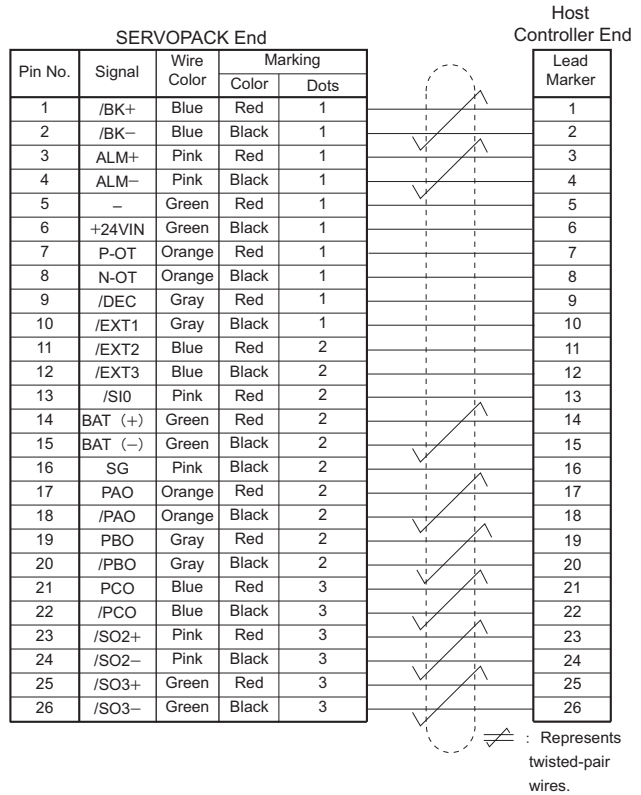 SERVOPACK End
Host
Controller End
Pin No. Signal Wire Color Marking Lead Marker
Color Dots
1 /BK+ Blue Red 1 1
2 /BK− Blue Black 1 2
3 ALM+ Pink Red 1 3
4 ALM− Pink Black 1 4
5 − Green Red 1 5
6 +24VIN Green Black 1 6
7 P-OT Orange Red 1 7
8 N-OT Orange Black 1 8
9 /DEC Gray Red 1 9
10 /EXT1 Gray Black 1 10
11 /EXT2 Blue Red 2 11
12 /EXT3 Blue Black 2 12
13 /SI0 Pink Red 2 13
14 BAT (+) Green Red 2 14
15 BAT (−) Green Black 2 15
16 SG Pink Black 2 16
17 PAO Orange Red 2 17
18 /PAO Orange Black 2 18
19 PBO Gray Red 2 19
20 /PBO Gray Black 2 20
21 PCO Blue Red 3 21
22 /PCO Blue Black 3 22
23 /SO2+ Pink Red 3 23
24 /SO2− Pink Black 3 24
25 /SO3+ Green Red 3 25
26 /SO3− Green Black 3 26
: Represents
twisted-pair
wires.